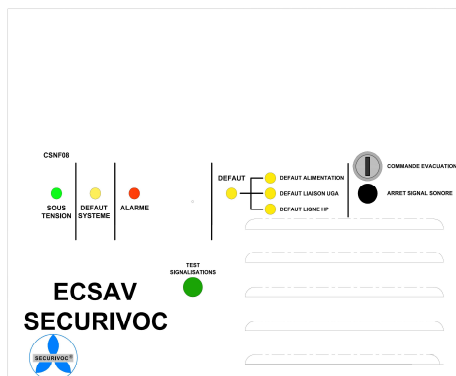 CSNF08
SOUS
TENSION
DEFAUT
SYSTEME
ALARME
DEFAUT
DEFAUT ALIMENTATION
DEFAUT LIAISON UGA
DEFAUT LIGNE HP
COMMANDE EVACUATION
ARRET SIGNAL SONORE
TEST
SIGNALISATIONS
ECSAV
SECURIVOC
SECURIVOC®